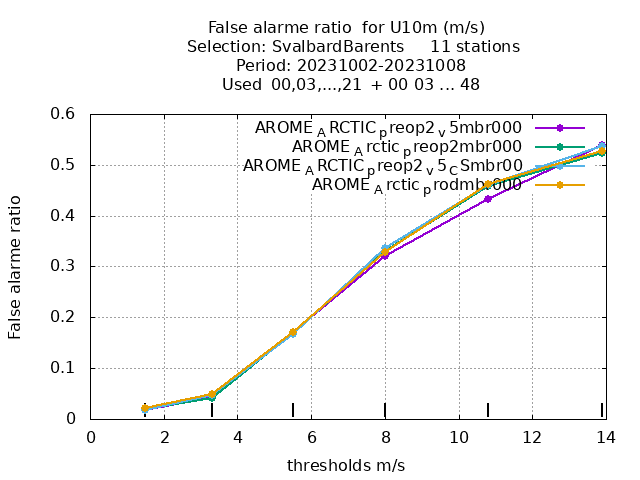 False alarme ratio  for U10m (m/s)
Selection: SvalbardBarents     11 stations
Period: 20231002-20231008
Used  00,03,...,21  + 00 03 ... 48
AROME_ARCTIC_preop2_v5mbr000
AROME_Arctic_preop2mbr000
AROME_ARCTIC_preop2_v5_CSmbr00
AROME_Arctic_prodmbr000
False alarme ratio
0.6
0.5
0.4
0.3
0.2
0.1
0
0 2 4 6 8 10 12 14
thresholds m/s